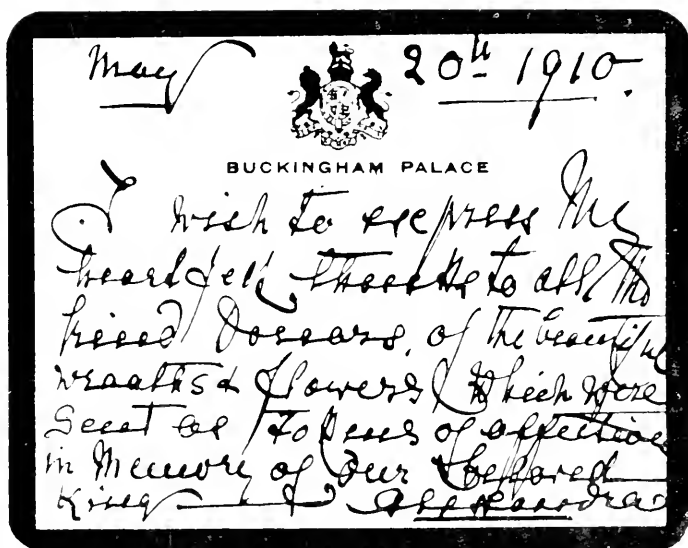 May 20th 1910.
BUCKINGHAM PALACE
I wish to express My
heartfelt thanks to all the
kind Donors, of the beautiful
wreaths & flowers which were
Sent as Tokens of affection
in Memory of Our beloved
King Alexandra